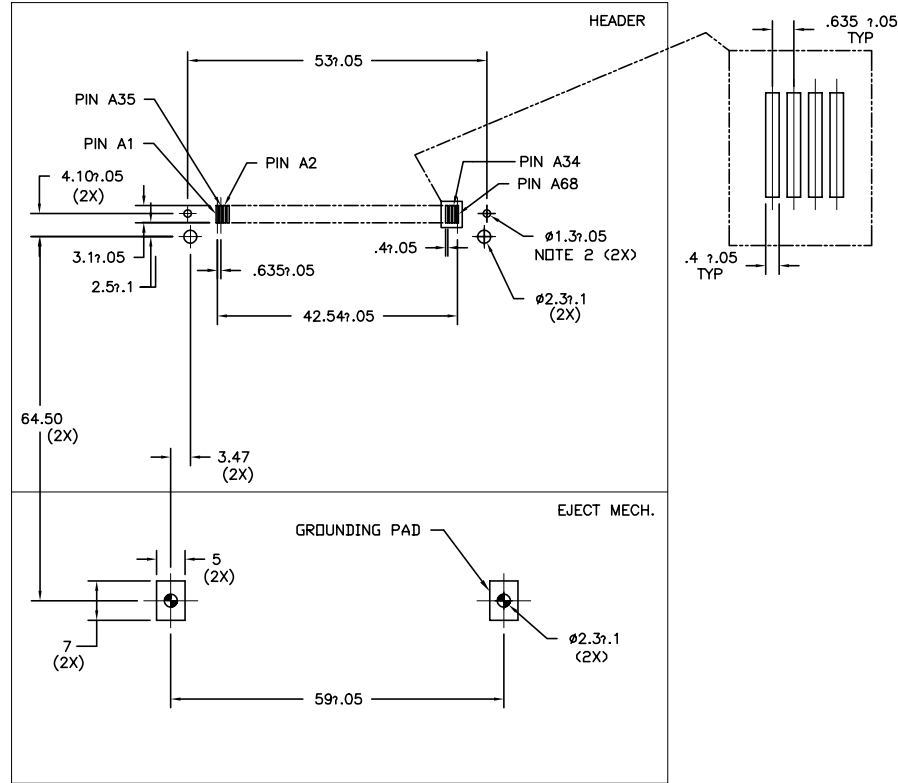 HEADER
.635 ?.05
TYP
53?.05
PIN A35
PIN A1
PIN A2
PIN A34
PIN A68
4.10?.05
(2X)
3.1?.05
2.5?.1
.635?.05
.4?.05
ø1.3?.05
NOTE 2 (2X)
.4 ?.05
TYP
ø2.3?.1
(2X)
42.54?.05
64.50
(2X)
3.47
(2X)
EJECT MECH.
GROUNDING PAD
5
(2X)
7
(2X)
ø2.3?.1
(2X)
59?.05